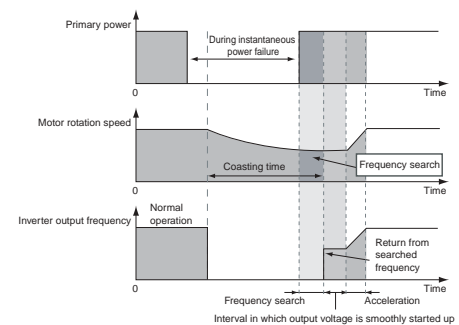 Primary power
During instantaneous
power failure
0
Time
Motor rotation speed
Frequency search
Coasting time
0
Time
Inverter output frequency
Normal
operation
Return from
searched
frequency
0
Time
Frequency search
Acceleration
Interval in which output voltage is smoothly started up